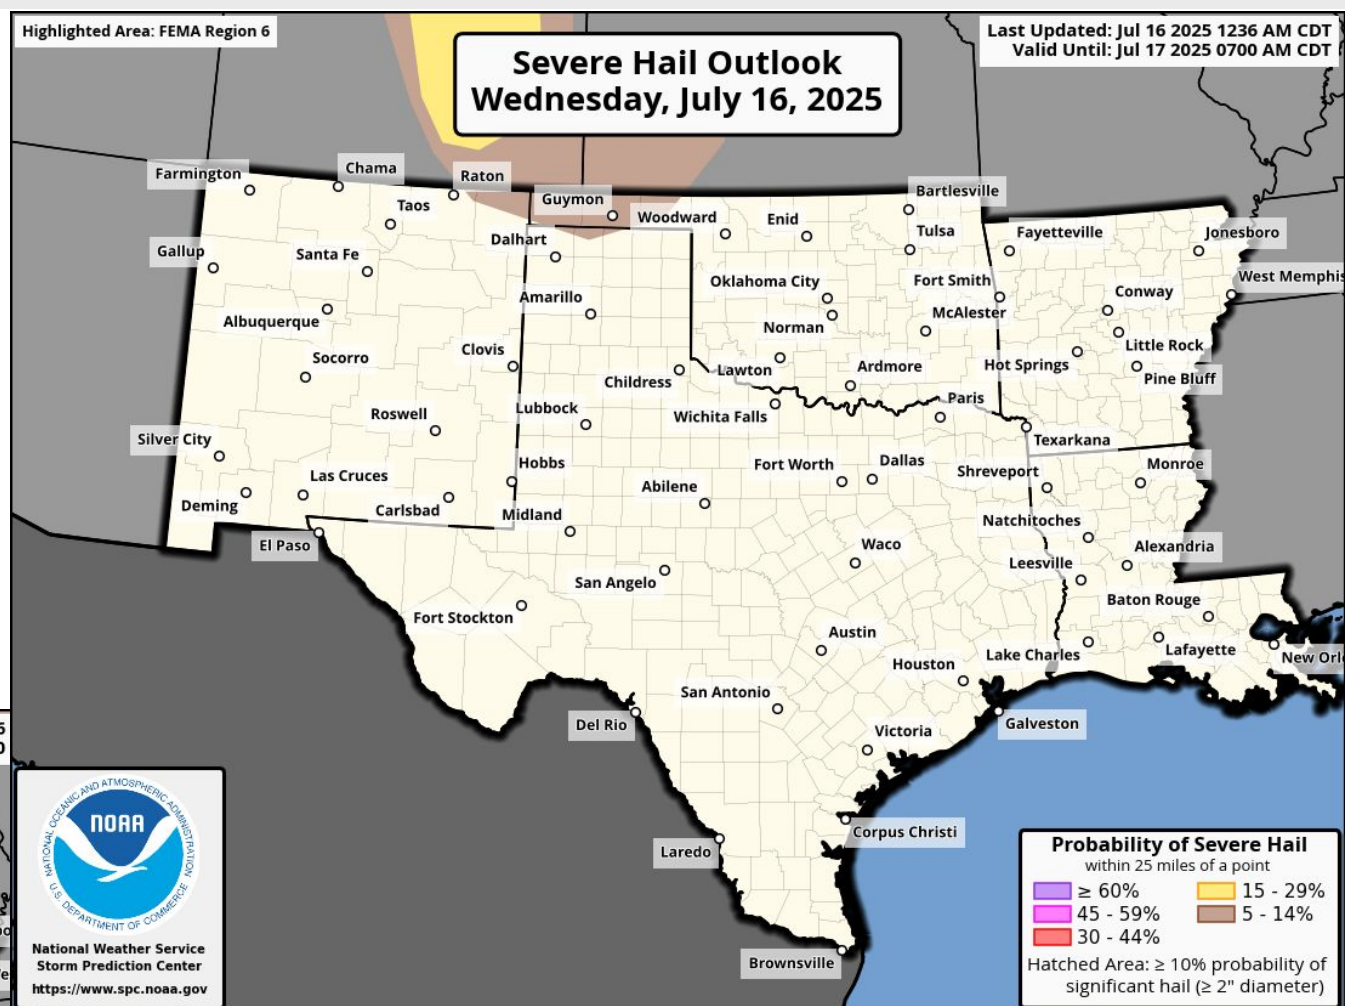 Highlighted Area: FEMA Region 6
Last Updated: Jul 16 2025 1236 AM CDT
Valid Until: Jul 17 2025 0700 AM CDT
Severe Hail Outlook
Wednesday, July 16, 2025
Farmington
Chama
Raton
Taos
Guymon
Woodward
Enid
Bartlesville
Tulsa
Fayetteville
Jonesboro
Gallup
Santa Fe
Dalhart
Oklahoma City
Fort Smith
West Memphis
Albuquerque
Amarillo
Norman
McAlester
Conway
Little Rock
Socorro
Clovis
Childress
Lawton
Ardmore
Hot Springs
Pine Bluff
Roswell
Lubbock
Wichita Falls
Paris
Texarkana
Silver City
Las Cruces
Hobbs
Abilene
Fort Worth
Dallas
Shreveport
Monroe
Deming
Carlsbad
Midland
Natchitoches
El Paso
San Angelo
Waco
Leesville
Alexandria
Fort Stockton
Austin
Baton Rouge
Houston
Lake Charles
Lafayette
New Orl
San Antonio
Del Rio
Victoria
Galveston
Laredo
Corpus Christi
Brownsville
NATIONAL OCEANIC AND ATMOSPHERIC ADMINISTRATION
NOAA
U.S. DEPARTMENT OF COMMERCE
National Weather Service
Storm Prediction Center
https://www.spc.noaa.gov
Probability of Severe Hail
within 25 miles of a point
≥ 60%
15 - 29%
45 - 59%
5 - 14%
30 - 44%
Hatched Area: ≥ 10% probability of
significant hail (≥ 2" diameter)